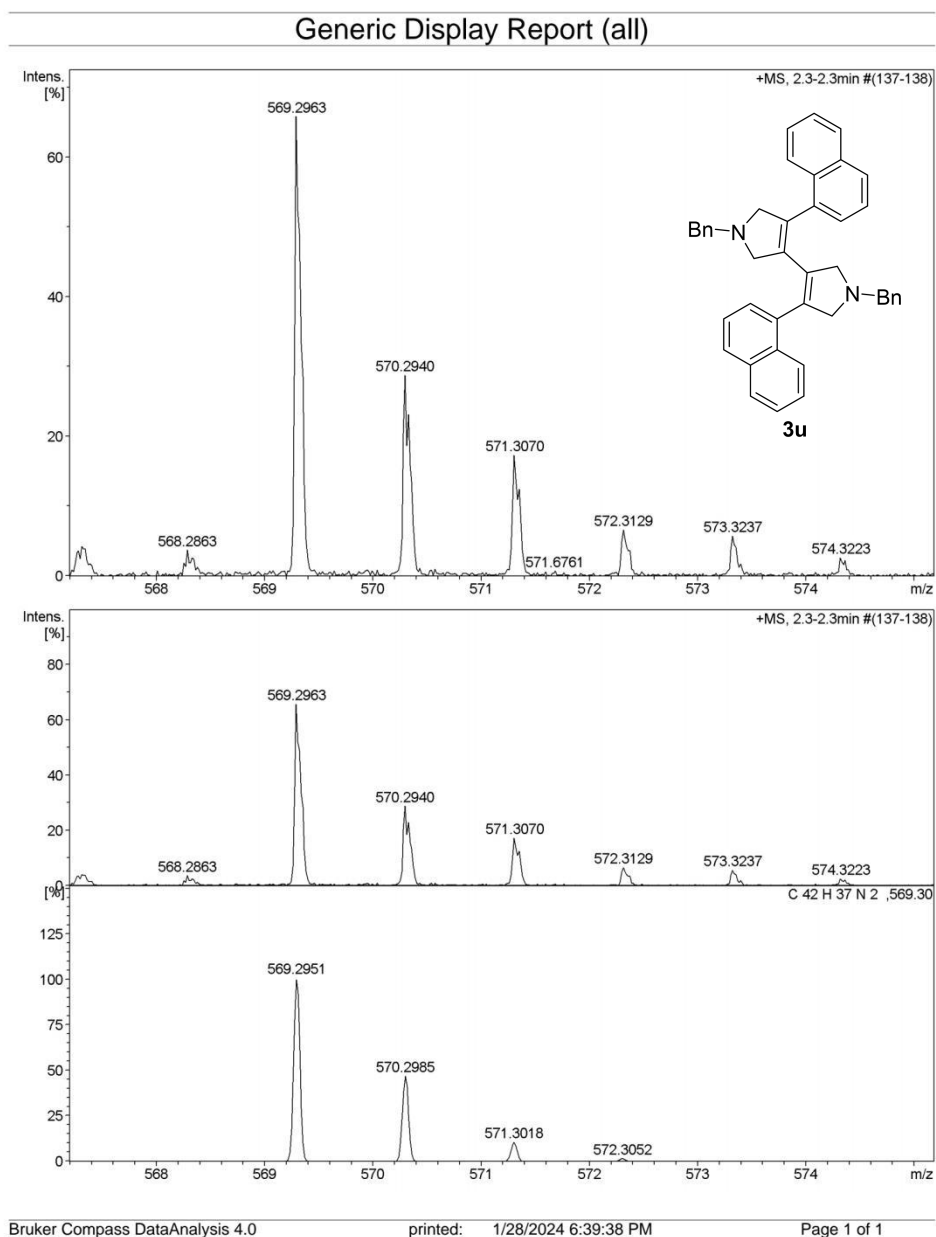 Generic Display Report (all)
Intens.
[%]
+MS, 2.3-2.3min #(137-138)
569.2963
60
Bn
N
40
N
Bn
570.2940
20
571.3070
3u
572.3129
573.3237
568.2863
571.6761
574.3223
0
568 569 570 571 572 573 574 m/z
Intens.
[%]
+MS, 2.3-2.3min #(137-138)
80
569.2963
60
40
570.2940
20
571.3070
572.3129
573.3237
568.2863
574.3223
0
[%]
C 42 H 37 N 2 ,569.30
125
569.2951
100
75
570.2985
50
25
571.3018
572.3052
0
568 569 570 571 572 573 574 m/z
Bruker Compass DataAnalysis 4.0 printed: 1/28/2024 6:39:38 PM Page 1 of 1